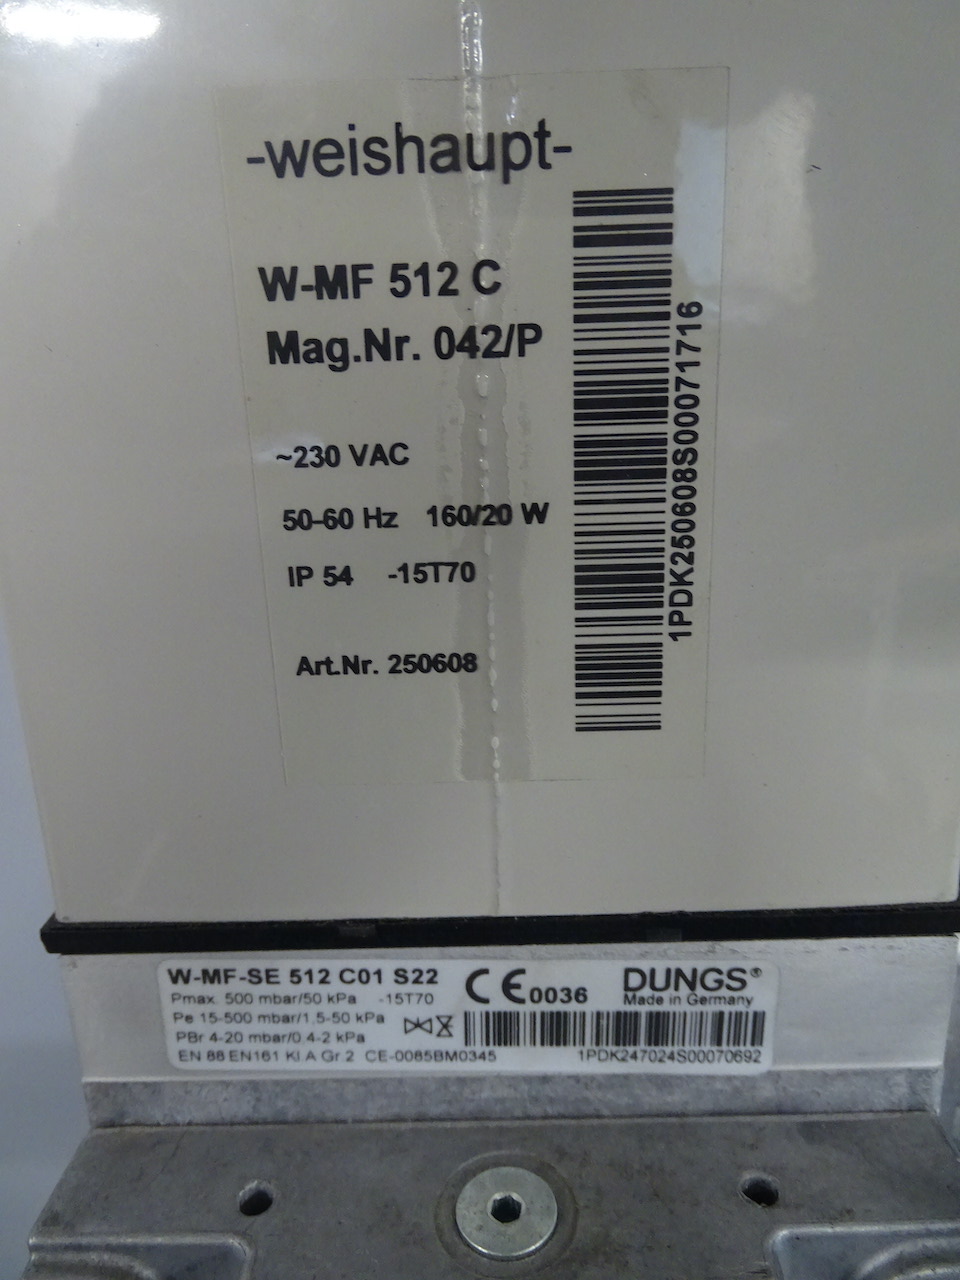 -weishaupt-
W-MF 512 C
Mag.Nr. 042/P
~230 VAC
50-60 Hz 160/20 W
IP 54 -15T70
Art.Nr. 250608
1PDK250608S00071716
W-MF-SE 512 C01 S22
Pmax. 500 mbar/50 kPa -15T70
Pe 15-500 mbar/1,5-50 kPa
PBr 4-20 mbar/0.4-2 kPa
EN 88 EN161 Kl A Gr 2 CE-0085BM0345
CE 0036
DUNGS®
Made in Germany
1PDK247024S00070692